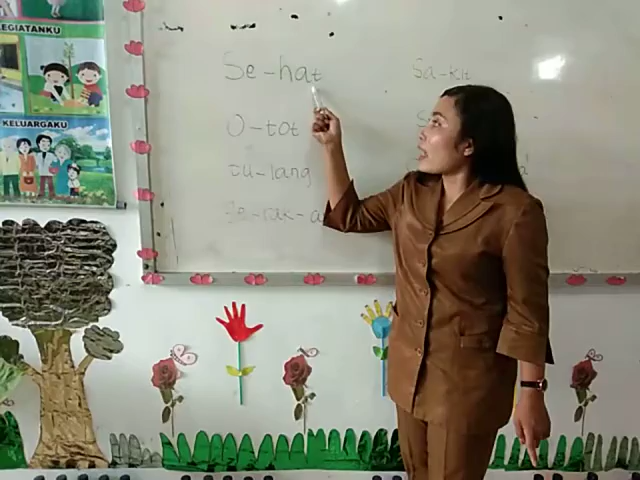 KEGIATANKU
KELUARGAKU
Se-hat
Sa-kit
O-tot
tu-lang